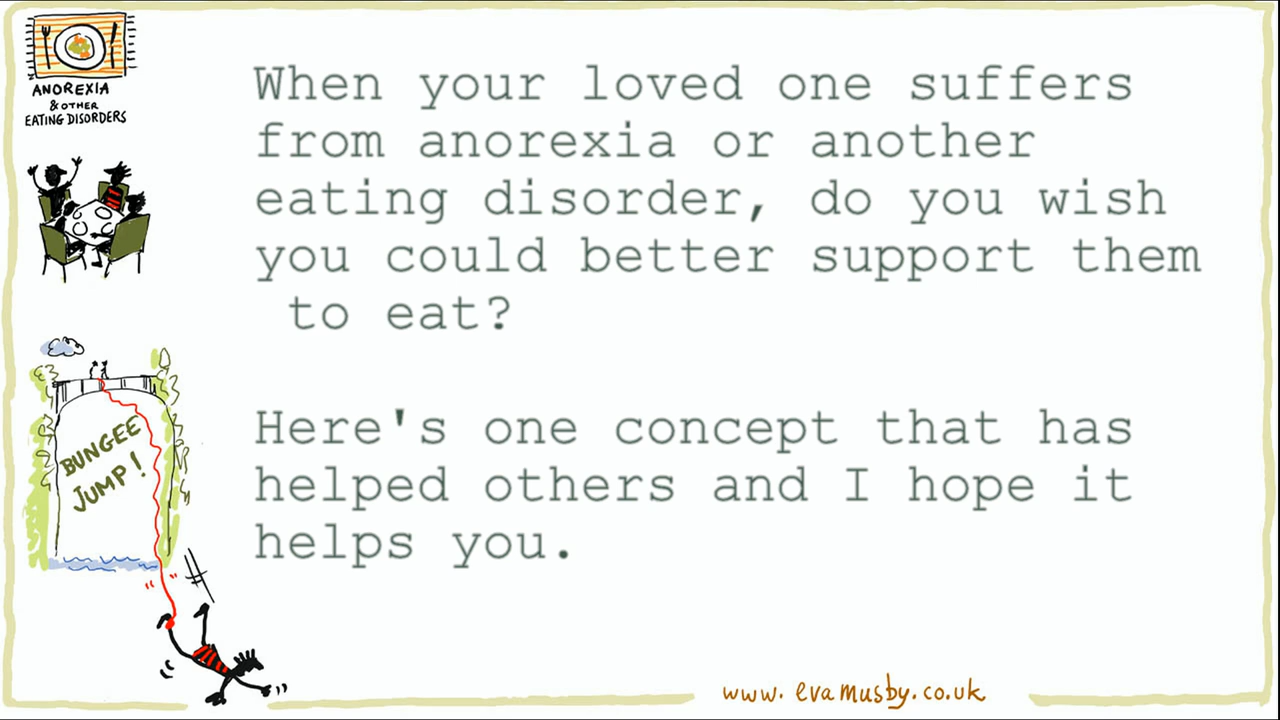 ANOREXIA
& OTHER
EATING DISORDERS
When your loved one suffers
from anorexia or another
eating disorder, do you wish
you could better support them
to eat?
Here's one concept that has
helped others and I hope it
helps you.
BUNGEE
JUMP!
www.evamusby.co.uk